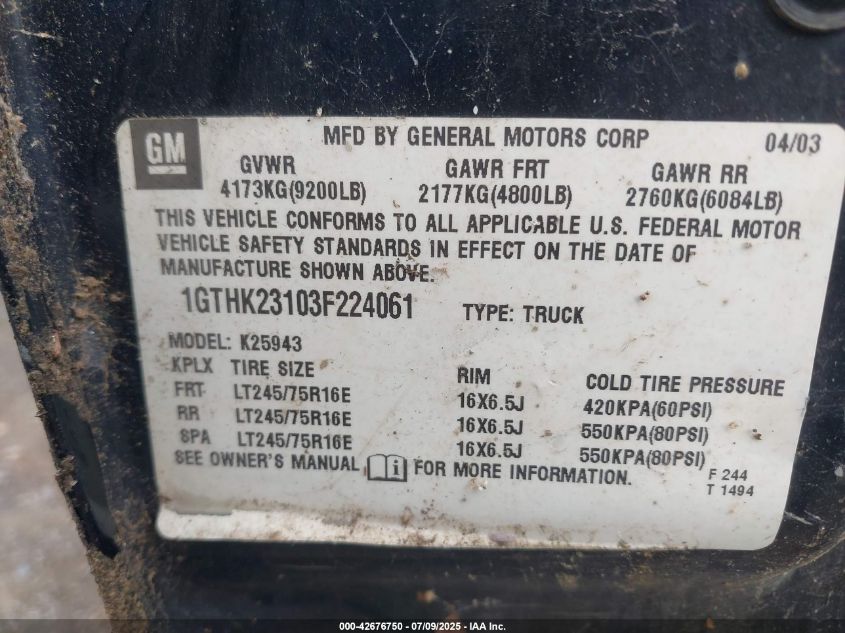 GM
MFD BY GENERAL MOTORS CORP 04/03
GVWR GAWR FRT GAWR RR
4173KG(9200LB) 2177KG(4800LB) 2760KG(6084LB)
THIS VEHICLE CONFORMS TO ALL APPLICABLE U.S. FEDERAL MOTOR
VEHICLE SAFETY STANDARDS IN EFFECT ON THE DATE OF
MANUFACTURE SHOWN ABOVE.
1GTHK23103F224061 TYPE: TRUCK
MODEL: K25943
KPLX TIRE SIZE RIM COLD TIRE PRESSURE
FRT LT245/75R16E 16X6.5J 420KPA(60PSI)
RR LT245/75R16E 16X6.5J 550KPA(80PSI)
SPA LT245/75R16E 16X6.5J 550KPA(80PSI)
SEE OWNER'S MANUAL i FOR MORE INFORMATION.
F 244
T 1494
000-42676750 - 07/09/2025 - IAA Inc.